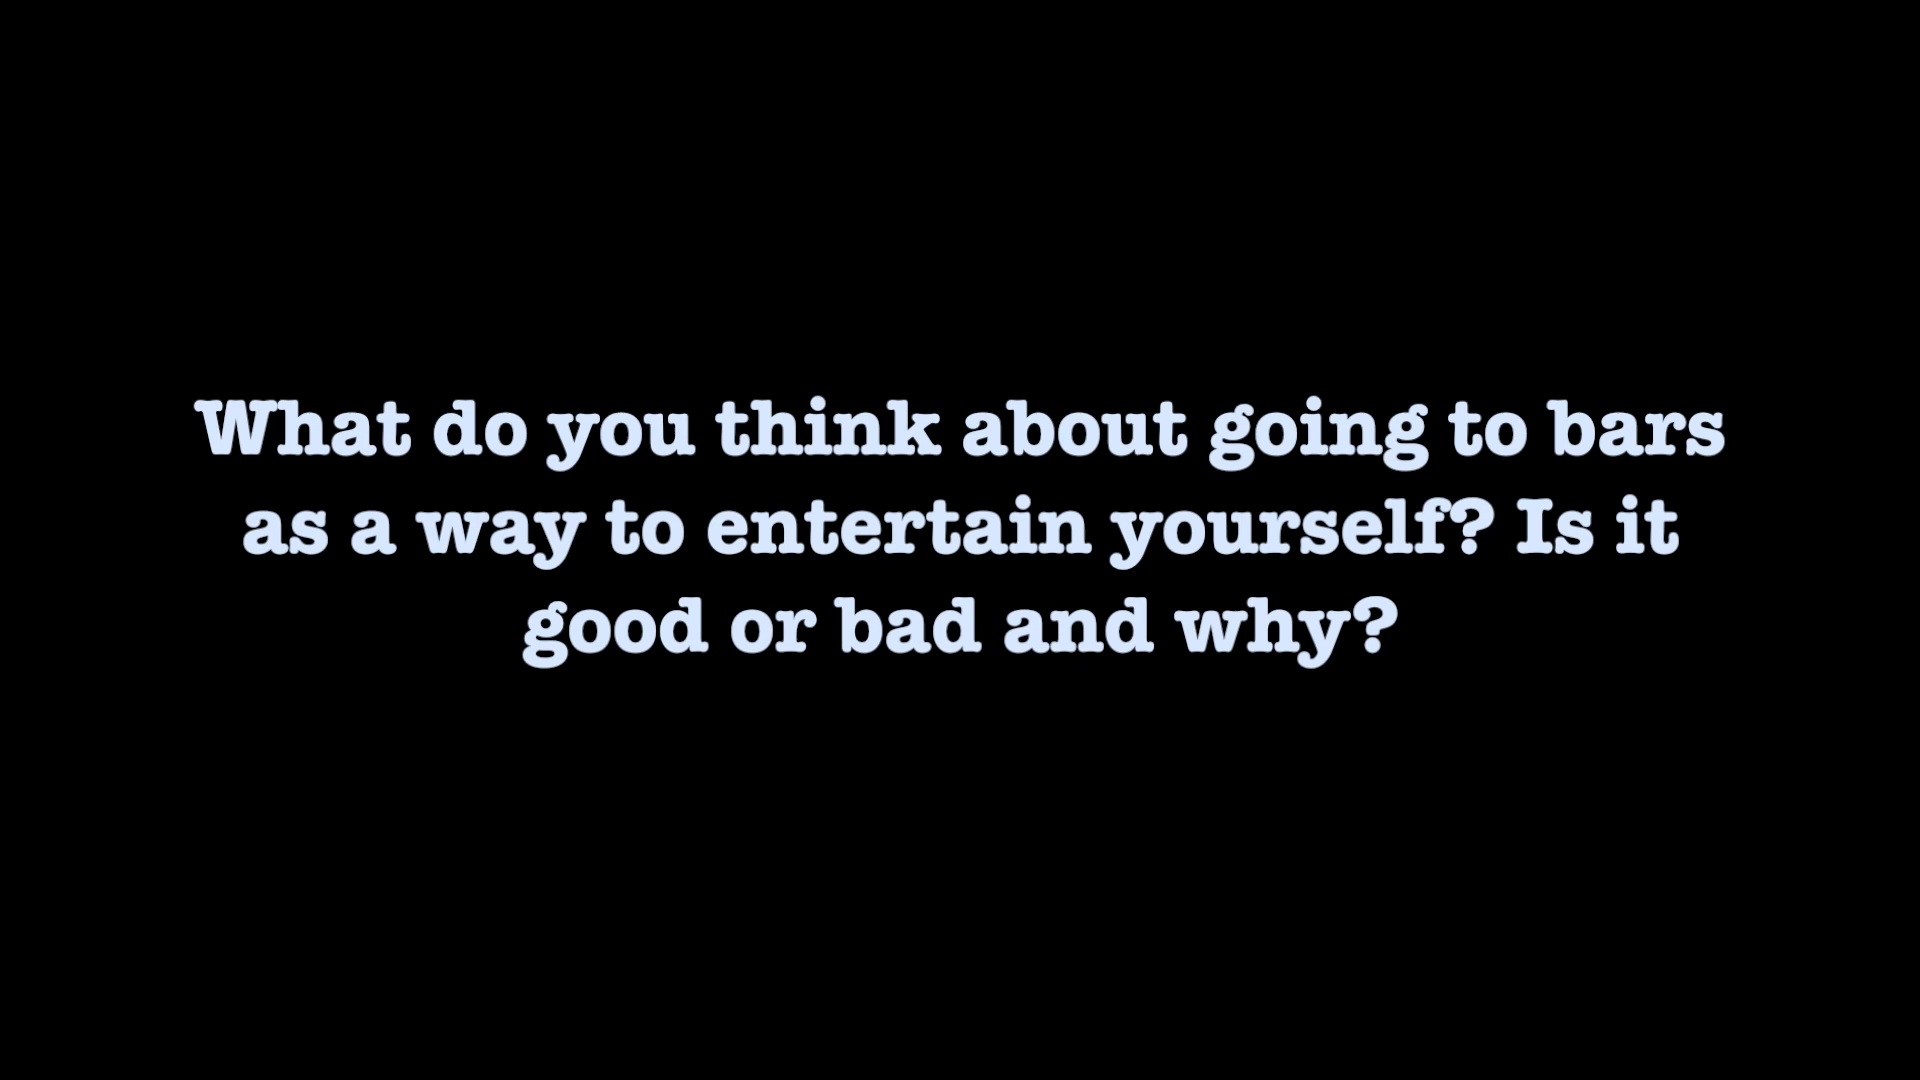 What do you think about going to bars
as a way to entertain yourself? Is it
good or bad and why?